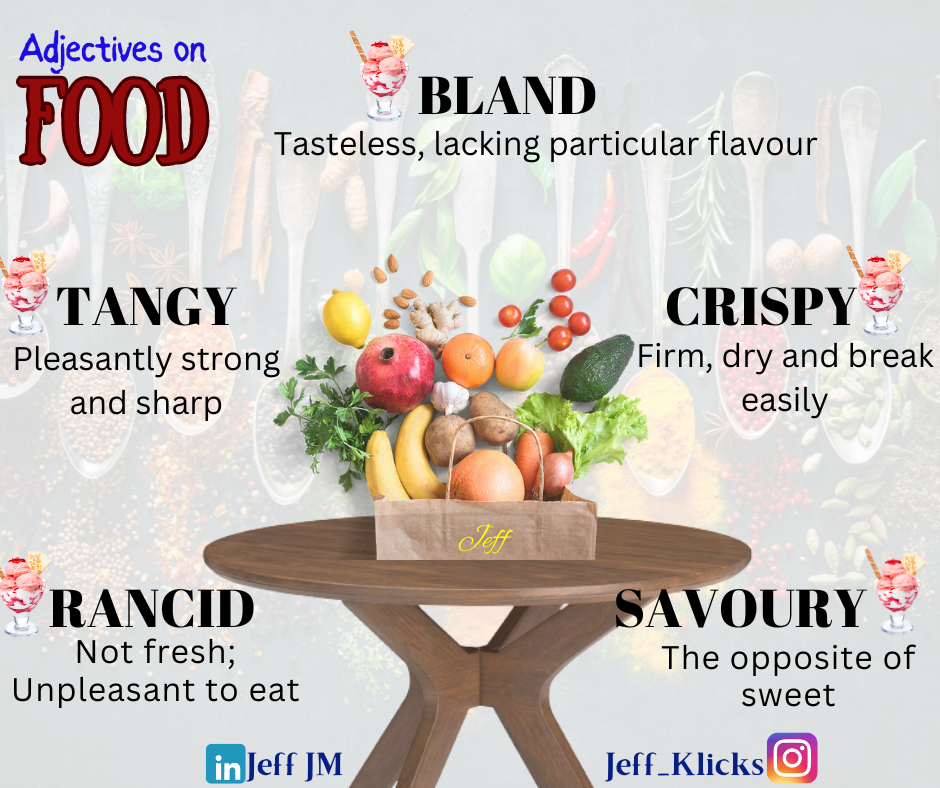 Adjectives on
FOOD
BLAND
Tasteless, lacking particular flavour
TANGY
Pleasantly strong
and sharp
CRISPY
Firm, dry and break
easily
Jeff
RANCID
Not fresh;
Unpleasant to eat
SAVOURY
The opposite of
sweet
in Jeff JM
Jeff_Klicks